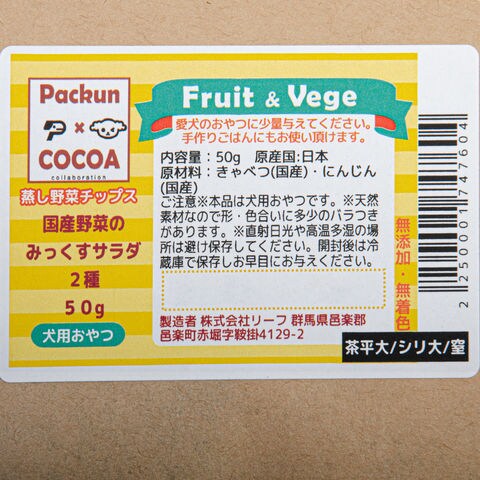 Packun
P×
COCOA
collaboration
蒸し野菜チップス
国産野菜の
みっくすサラダ
2種
50g
犬用おやつ
Fruit & Vege
愛犬のおやつに少量与えてください。
手作りごはんにもお使い頂けます。
内容量：50g 原産国:日本
原材料：きゃべつ(国産)・にんじん
(国産)
ご注意※本品は犬用おやつです。※天然
素材なので形・色合いに多少のバラつき
があります。※直射日光や高温多湿の場
所は避け保存してください。開封後は冷
蔵庫で保存しお早目にお与えください。
製造者 株式会社リーフ 群馬県邑楽郡
邑楽町赤堀字鞍掛4129-2
無添加・無着色
2250001747604
茶平大/シリ大/窒